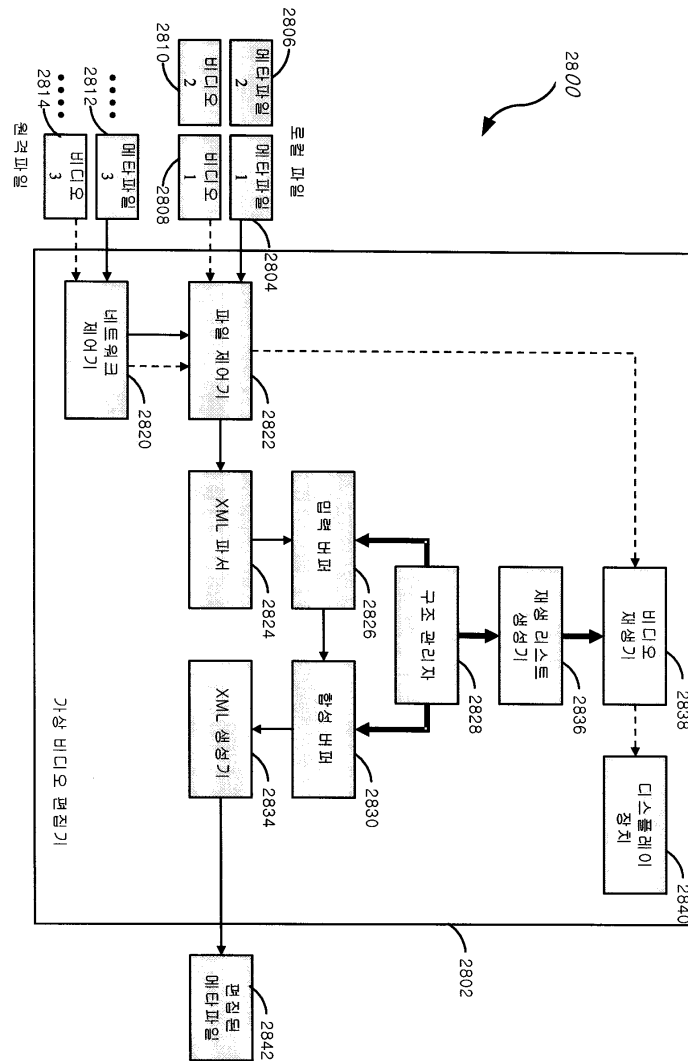 2800
디스플레이
장치
2840
비디오
재생기
2838
재생 리스트
생성기
2836
구조 관리자
2828
입력 버퍼
2826
합성 버퍼
2830
XML 파서
2824
XML 생성기
2834
파일 제어기
2822
네트워크
제어기
2820
가상 비디오 편집기
2802
편집된
메타파일
2842
로컬 파일
2806
메타파일
2
메타파일
1
2804
2810
비디오
2
비디오
1
2808
2812
메타파일
3
2814
비디오
3
원격파일